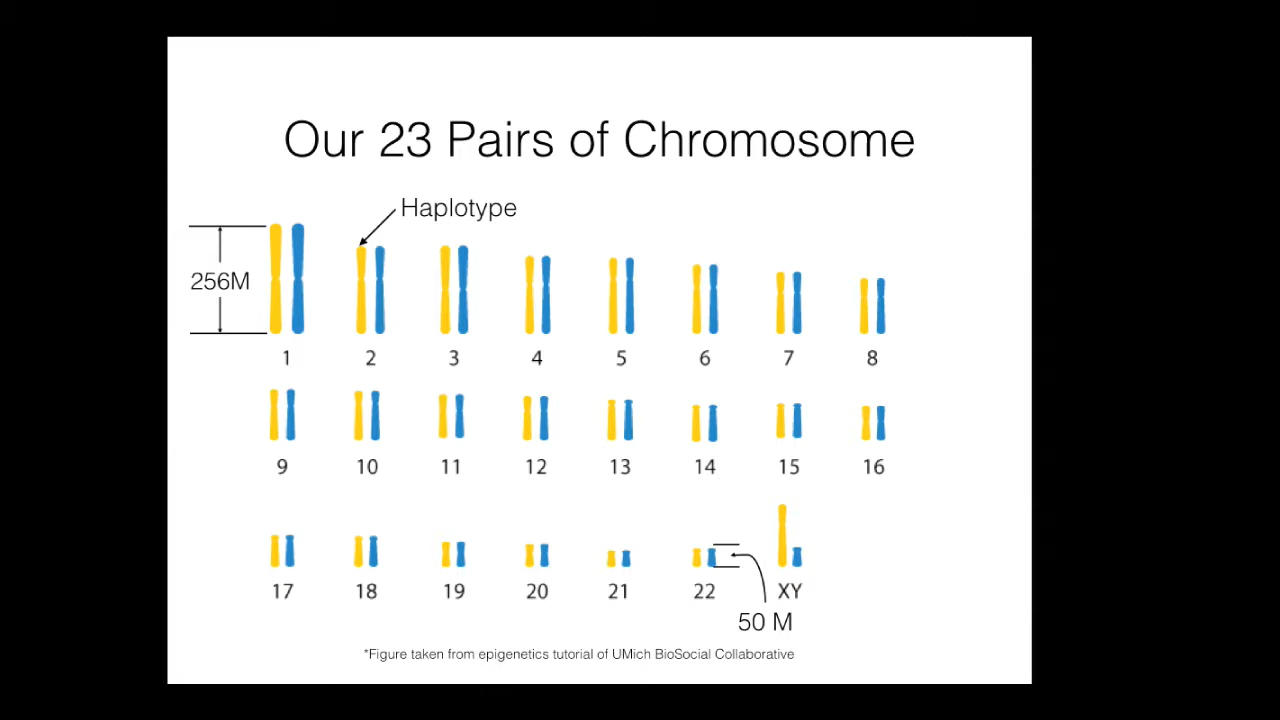 Our 23 Pairs of Chromosome
Haplotype
256M
1 2 3 4 5 6 7 8
9 10 11 12 13 14 15 16
17 18 19 20 21 22 XY
50 M
*Figure taken from epigenetics tutorial of UMich BioSocial Collaborative